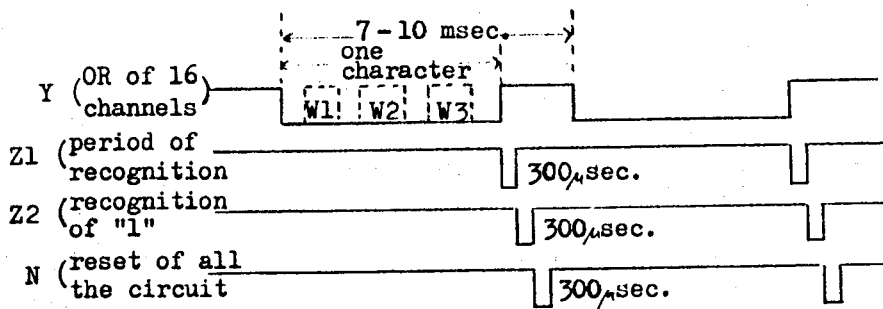 7-10 msec.
one
character
Y (OR of 16
channels)
W1 W2 W3
Z1 (period of
recognition
300μsec.
Z2 (recognition
of "1"
300μsec.
N (reset of all
the circuit
300μsec.